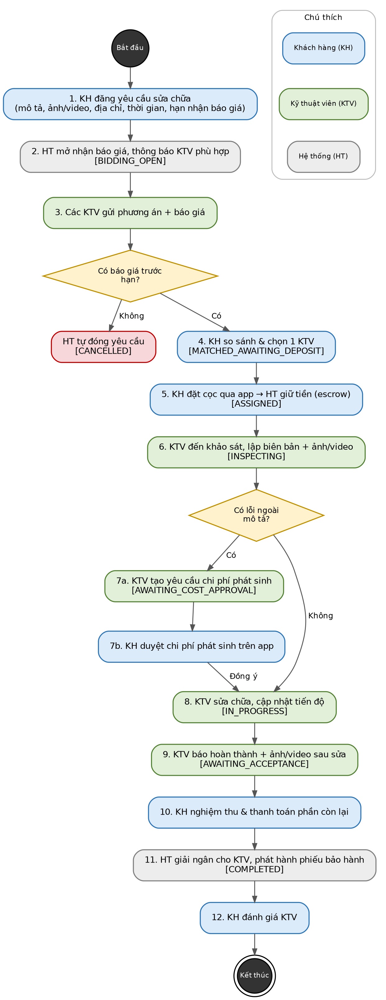 Chú thích
Khách hàng (KH)
Kỹ thuật viên (KTV)
Hệ thống (HT)
Bắt đầu
1. KH đăng yêu cầu sửa chữa
(mô tả, ảnh/video, địa chỉ, thời gian, hạn nhận báo giá)
2. HT mở nhận báo giá, thông báo KTV phù hợp
[BIDDING_OPEN]
3. Các KTV gửi phương án + báo giá
Có báo giá trước
hạn?
Không
Có
HT tự đóng yêu cầu
[CANCELLED]
4. KH so sánh & chọn 1 KTV
[MATCHED_AWAITING_DEPOSIT]
5. KH đặt cọc qua app → HT giữ tiền (escrow)
[ASSIGNED]
6. KTV đến khảo sát, lập biên bản + ảnh/video
[INSPECTING]
Có lỗi ngoài
mô tả?
Có
7a. KTV tạo yêu cầu chi phí phát sinh
[AWAITING_COST_APPROVAL]
Không
7b. KH duyệt chi phí phát sinh trên app
Đồng ý
8. KTV sửa chữa, cập nhật tiến độ
[IN_PROGRESS]
9. KTV báo hoàn thành + ảnh/video sau sửa
[AWAITING_ACCEPTANCE]
10. KH nghiệm thu & thanh toán phần còn lại
11. HT giải ngân cho KTV, phát hành phiếu bảo hành
[COMPLETED]
12. KH đánh giá KTV
Kết thúc